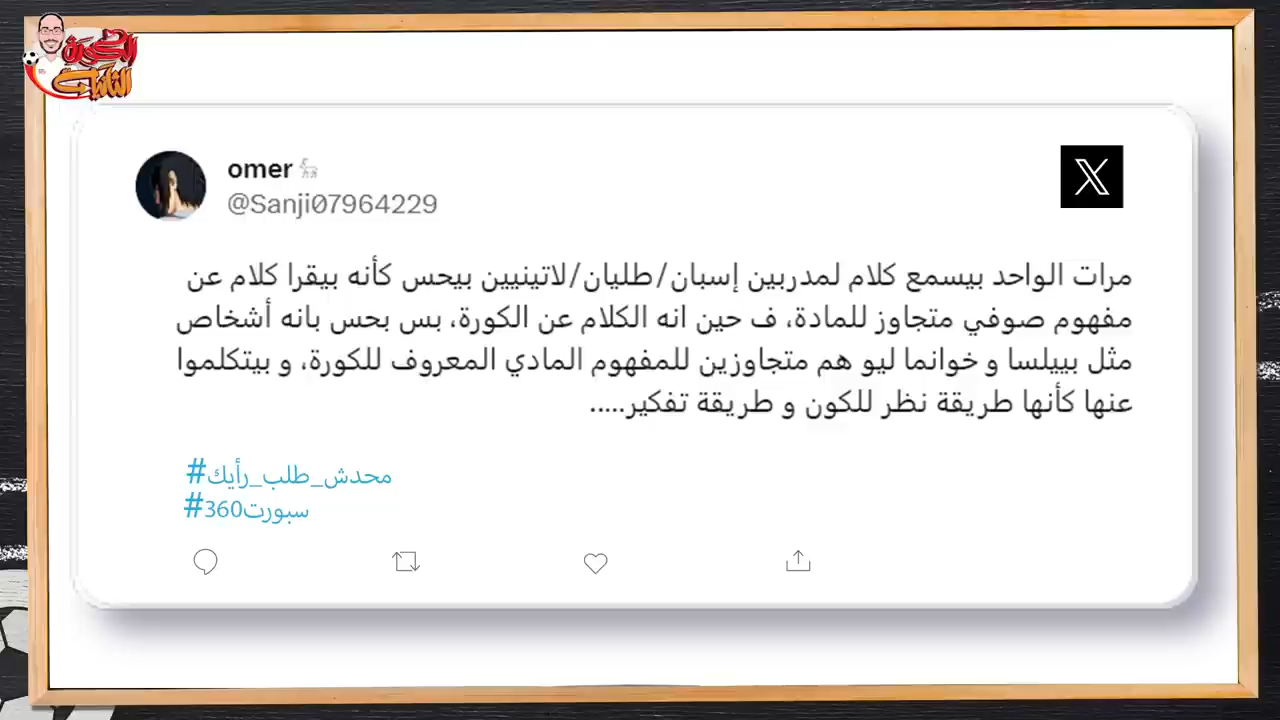 الكورة
التانية
omer
@Sanji07964229
مرات الواحد بيسمع كلام لمدربين إسبان/طليان/لاتينيين بيحس كأنه بيقرا كلام عن
مفهوم صوفي متجاوز للمادة، ف حين انه الكلام عن الكورة، بس بحس بانه أشخاص
مثل بييلسا و خوانما ليو هم متجاوزين للمفهوم المادي المعروف للكورة، و بيتكلموا
عنها كأنها طريقة نظر للكون و طريقة تفكير.....
#محدش_طلب_رأيك
#سبورت360